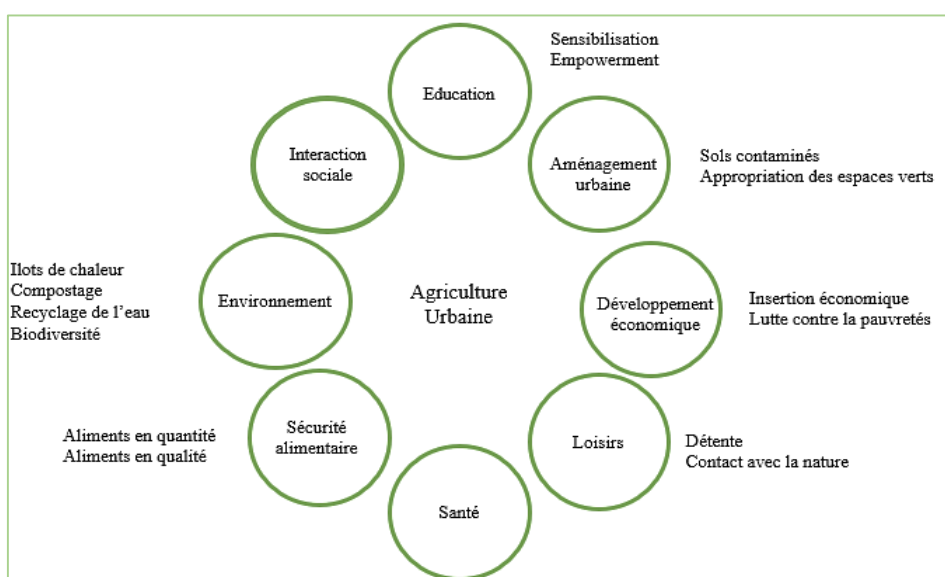 Sensibilisation
Empowerment
Education
Interaction
sociale
Aménagement
urbaine
Sols contaminés
Appropriation des espaces verts
Ilots de chaleur
Compostage
Recyclage de l’eau
Biodiversité
Environnement
Agriculture
Urbaine
Développement
économique
Insertion économique
Lutte contre la pauvretés
Aliments en quantité
Aliments en qualité
Sécurité
alimentaire
Loisirs
Détente
Contact avec la nature
Santé